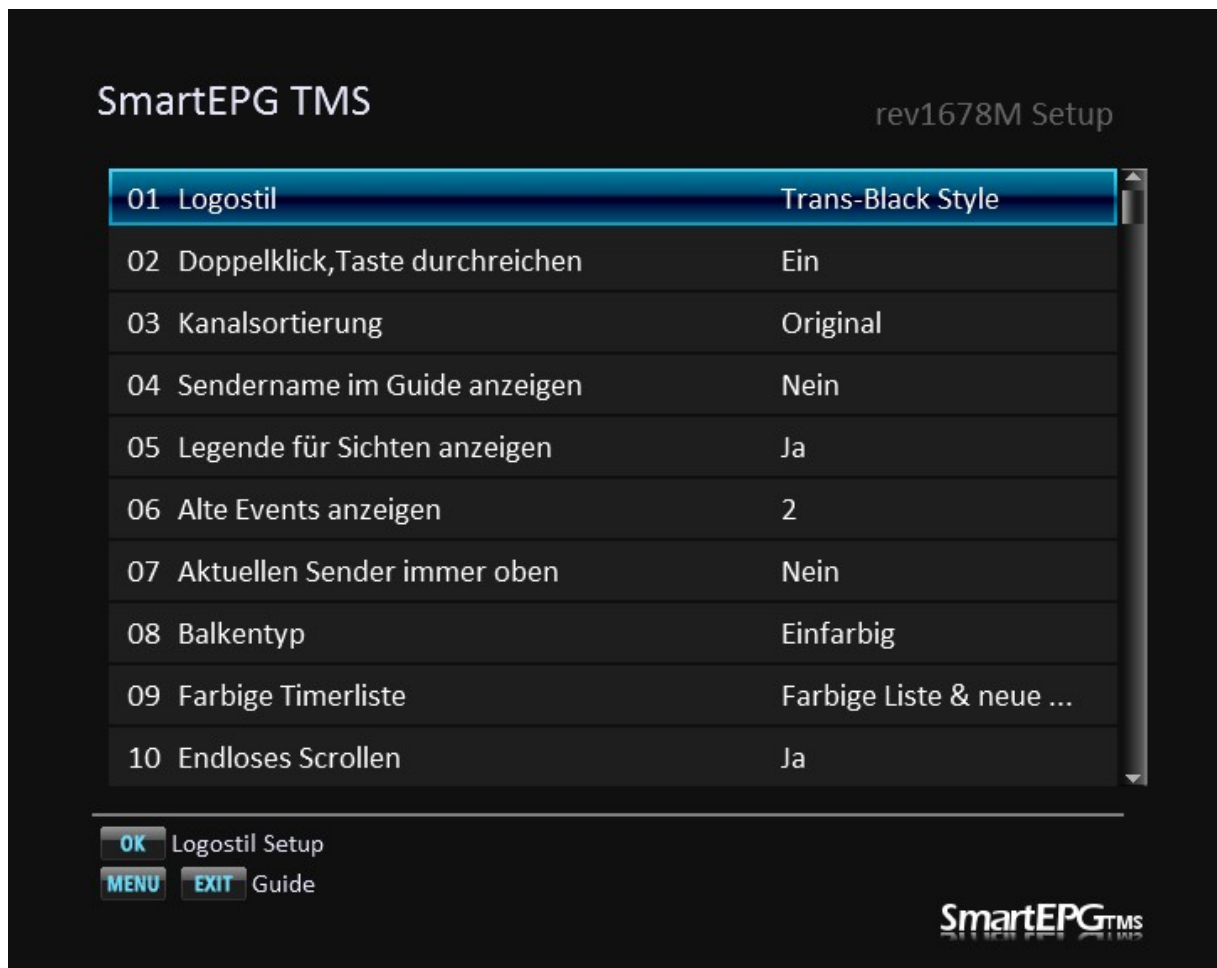 SmartEPG TMS
rev1678M Setup
01 Logostil Trans-Black Style
02 Doppelklick,Taste durchreichen Ein
03 Kanalsortierung Original
04 Sendername im Guide anzeigen Nein
05 Legende für Sichten anzeigen Ja
06 Alte Events anzeigen 2
07 Aktuellen Sender immer oben Nein
08 Balkentyp Einfarbig
09 Farbige Timerliste Farbige Liste & neue ...
10 Endloses Scrollen Ja
OK Logostil Setup
MENU EXIT Guide
SmartEPGTMS